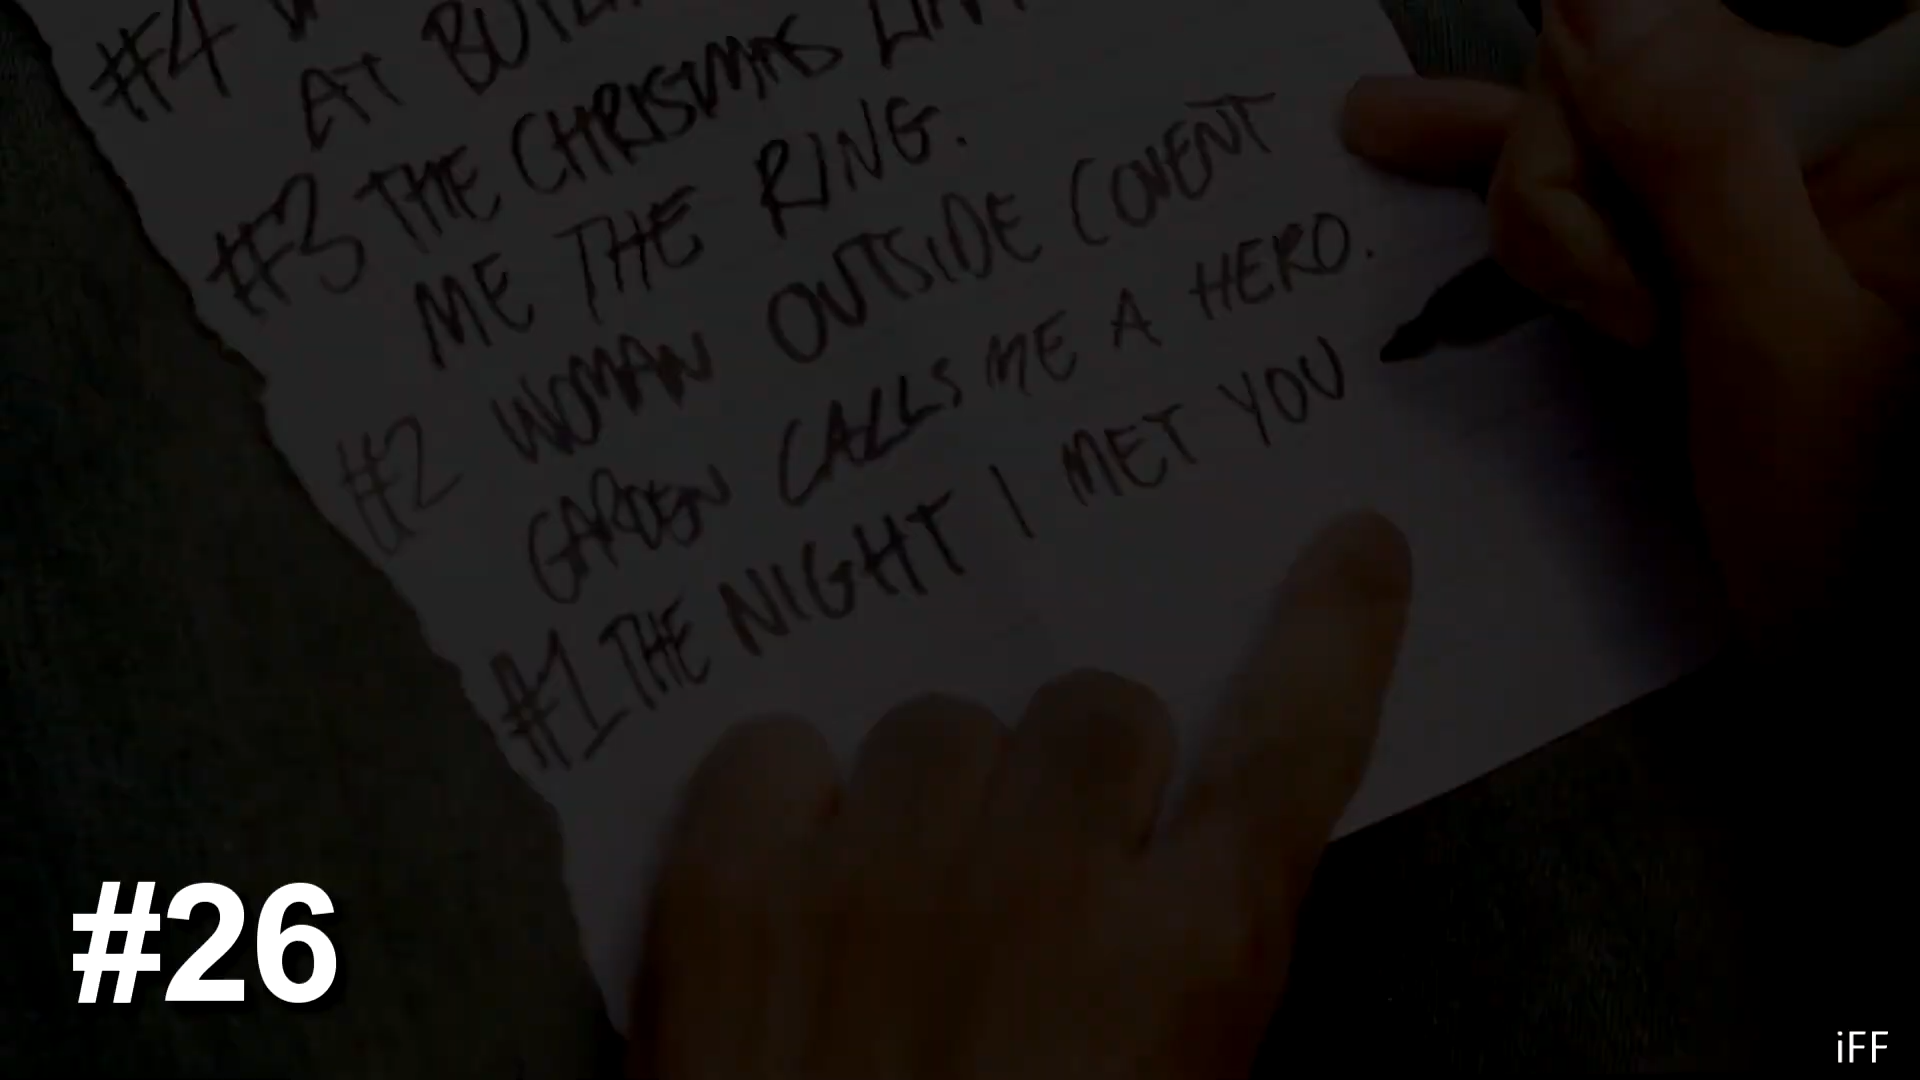 #4
AT
#3 THE CHRISTMAS
ME THE RING.
#2 WOMAN OUTSIDE COVENT
GARDEN CALLS ME A HERO.
#1 THE NIGHT I MET YOU
#26
iFF